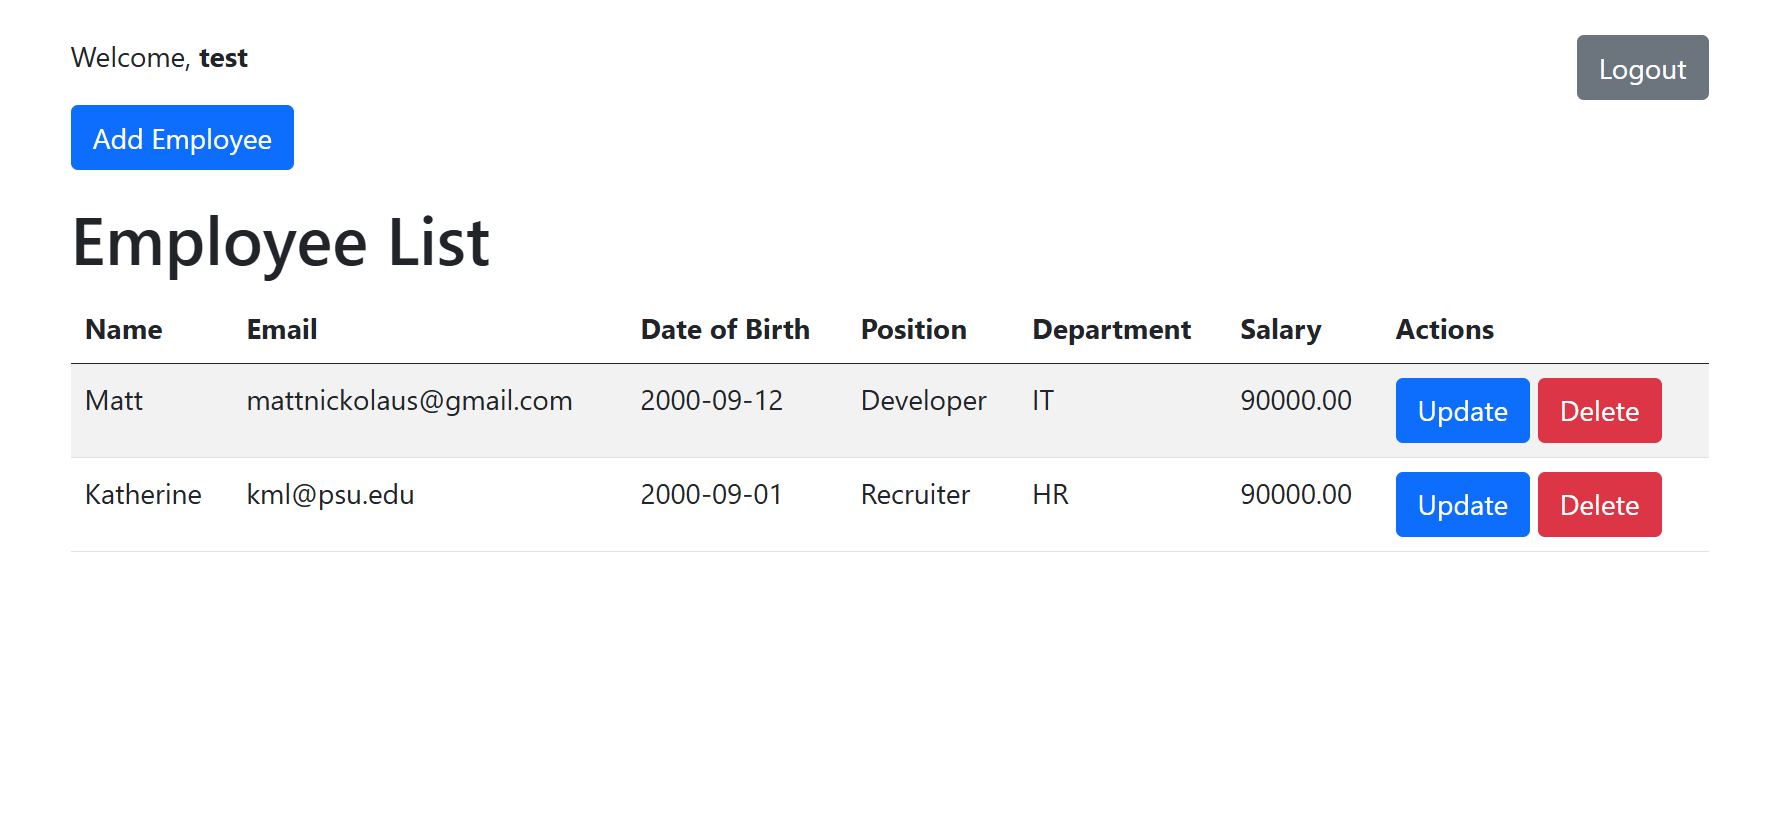 Welcome, test
Logout
Add Employee
Employee List
Name Email Date of Birth Position Department Salary Actions
Matt mattnickolaus@gmail.com 2000-09-12 Developer IT 90000.00 Update Delete
Katherine kml@psu.edu 2000-09-01 Recruiter HR 90000.00 Update Delete